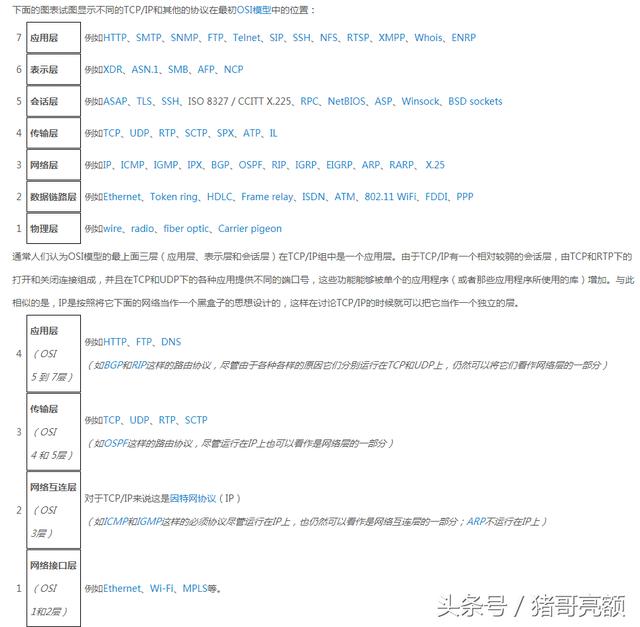 下面的图表试图显示不同的TCP/IP和其他的协议在最初OSI模型中的位置：
7 应用层 例如HTTP、SMTP、SNMP、FTP、Telnet、SIP、SSH、NFS、RTSP、XMPP、Whois、ENRP
6 表示层 例如XDR、ASN.1、SMB、AFP、NCP
5 会话层 例如ASAP、TLS、SSH、ISO 8327 / CCITT X.225、RPC、NetBIOS、ASP、Winsock、BSD sockets
4 传输层 例如TCP、UDP、RTP、SCTP、SPX、ATP、IL
3 网络层 例如IP、ICMP、IGMP、IPX、BGP、OSPF、RIP、IGRP、EIGRP、ARP、RARP、X.25
2 数据链路层 例如Ethernet、Token ring、HDLC、Frame relay、ISDN、ATM、802.11 WiFi、FDDI、PPP
1 物理层 例如wire、radio、fiber optic、Carrier pigeon
通常人们认为OSI模型的最上面三层（应用层、表示层和会话层）在TCP/IP组中是一个应用层。由于TCP/IP有一个相对较弱的会话层，由TCP和RTP下的
打开和关闭连接组成，并且在TCP和UDP下的各种应用提供不同的端口号，这些功能能够被单个的应用程序（或者那些应用程序所使用的库）增加。与此
相似的是，IP是按照将它下面的网络当作一个黑盒子的思想设计的，这样在讨论TCP/IP的时候就可以把它当作一个独立的层。
4
应用层
（OSI
5 到 7层）
例如HTTP、FTP、DNS
（如BGP和RIP这样的路由协议，尽管由于各种各样的原因它们分别运行在TCP和UDP上，仍然可以将它们看作网络层的一部分）
3
传输层
（OSI
4 和 5层）
例如TCP、UDP、RTP、SCTP
（如OSPF这样的路由协议，尽管运行在IP上也可以看作是网络层的一部分）
2
网络互连层
（OSI
3层）
对于TCP/IP来说这是因特网协议（IP）
（如ICMP和IGMP这样的必须协议尽管运行在IP上，也仍然可以看作是网络互连层的一部分；ARP不运行在IP上）
1
网络接口层
（OSI
1和2层）
例如Ethernet、Wi-Fi、MPLS等。
头条号 / 猪哥亮额